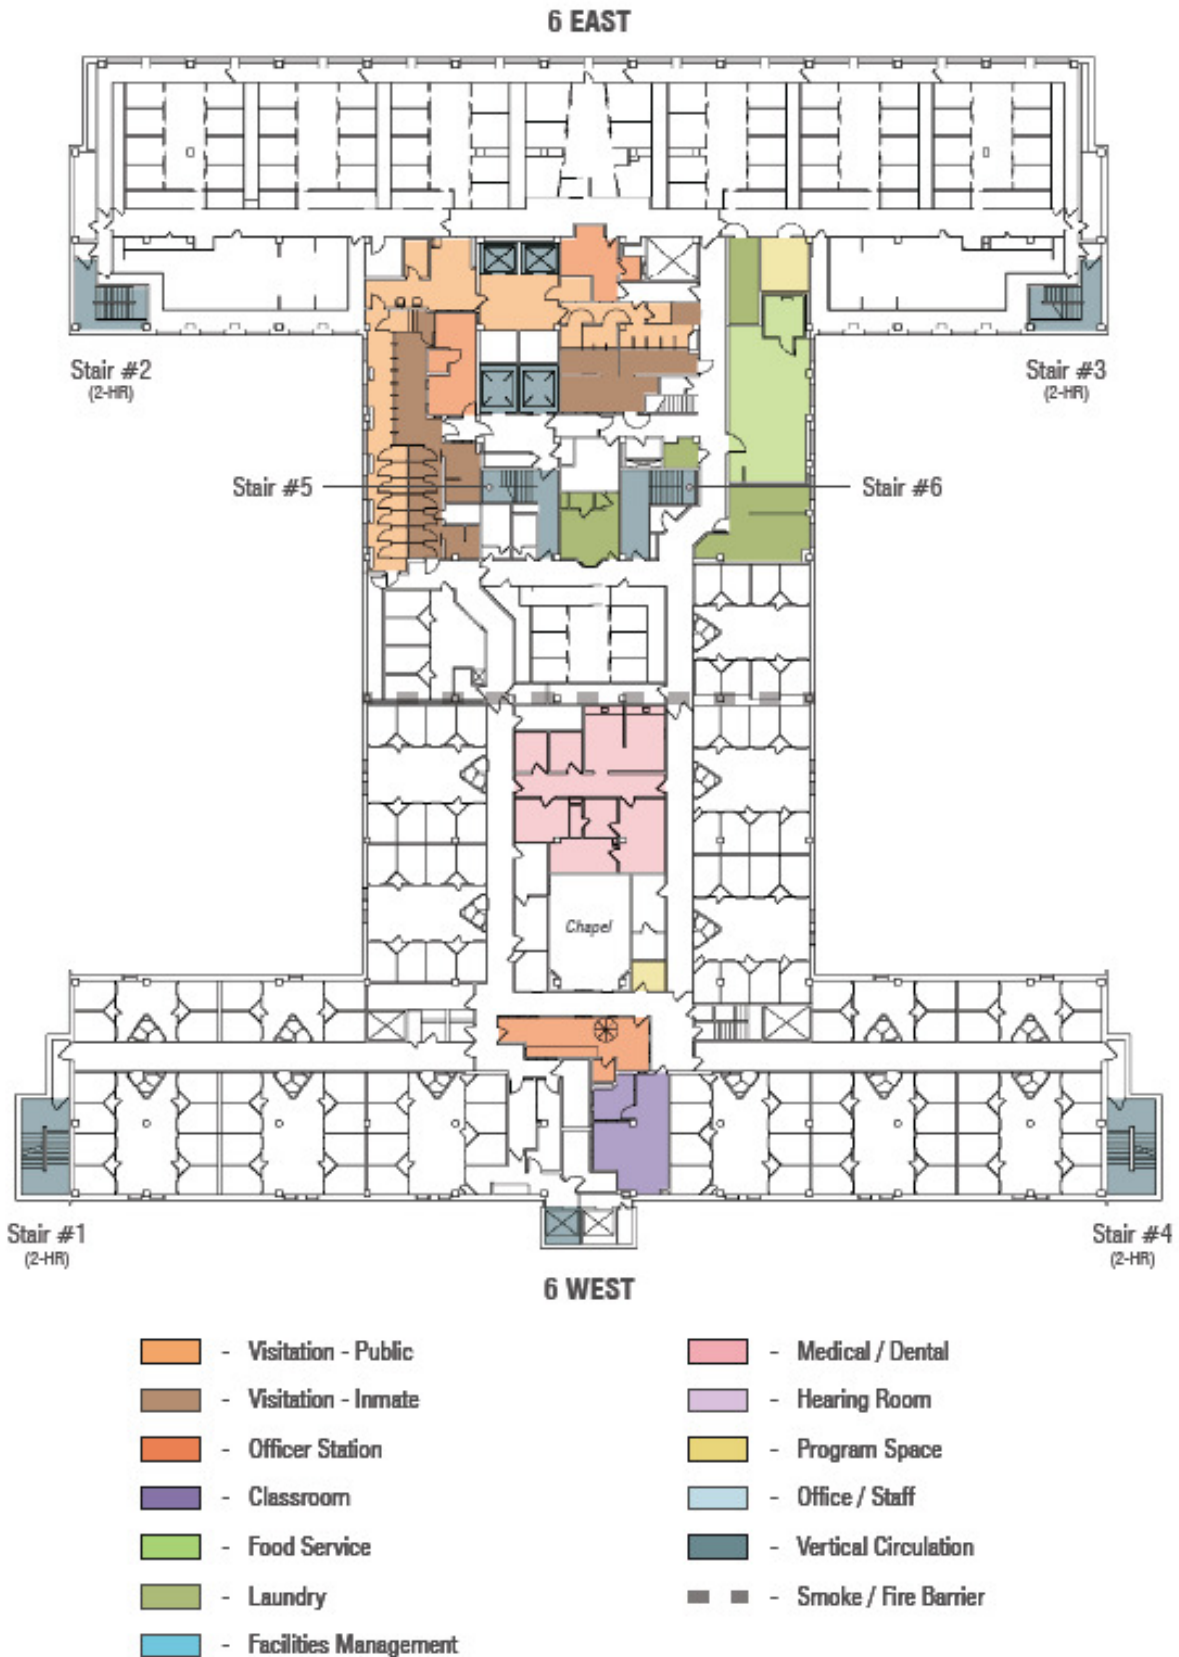 6 EAST
Stair #2
(2-HR)
Stair #3
(2-HR)
Stair #5
Stair #6
Chapel
Stair #1
(2-HR)
Stair #4
(2-HR)
6 WEST
- Visitation - Public
- Visitation - Inmate
- Officer Station
- Classroom
- Food Service
- Laundry
- Facilities Management
- Medical / Dental
- Hearing Room
- Program Space
- Office / Staff
- Vertical Circulation
- Smoke / Fire Barrier